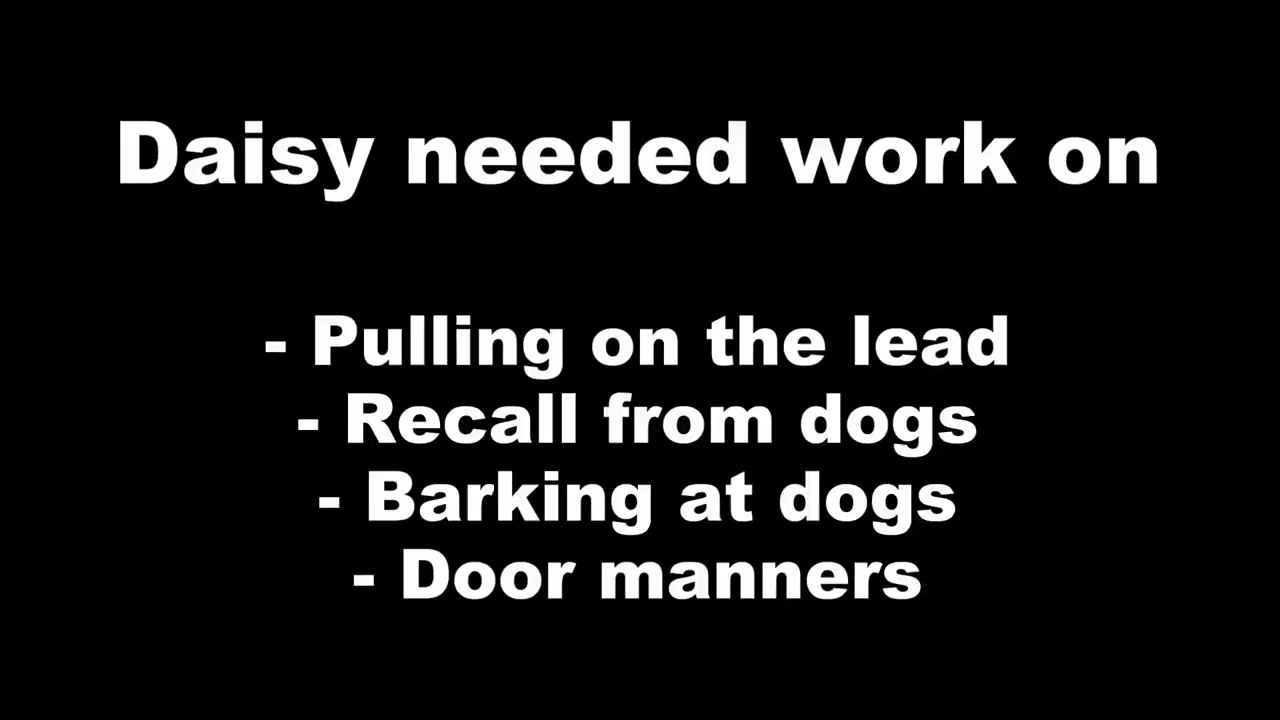 Daisy needed work on
- Pulling on the lead
- Recall from dogs
- Barking at dogs
- Door manners